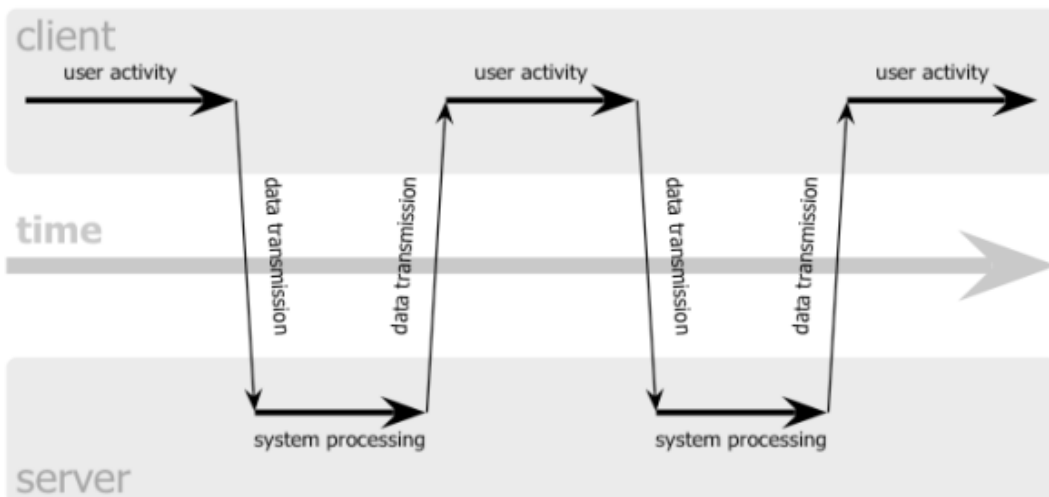 client
user activity
user activity
user activity
data transmission
data transmission
data transmission
data transmission
time
system processing
system processing
server